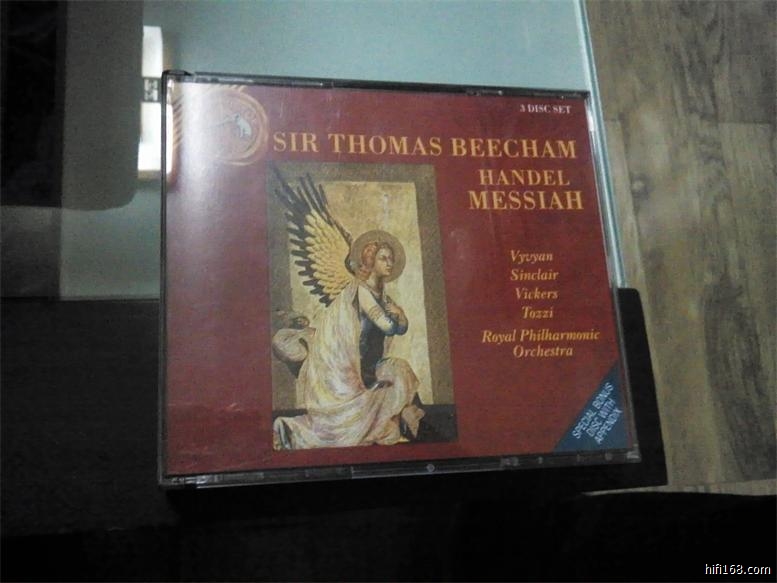 3 DISC SET
SIR THOMAS BEECHAM
HANDEL
MESSIAH
Vyvyan
Sinclair
Vickers
Tozzi
Royal Philharmonic
Orchestra
SPECIAL BONUS
DISC WITH
APPENDIX
hifi168.com